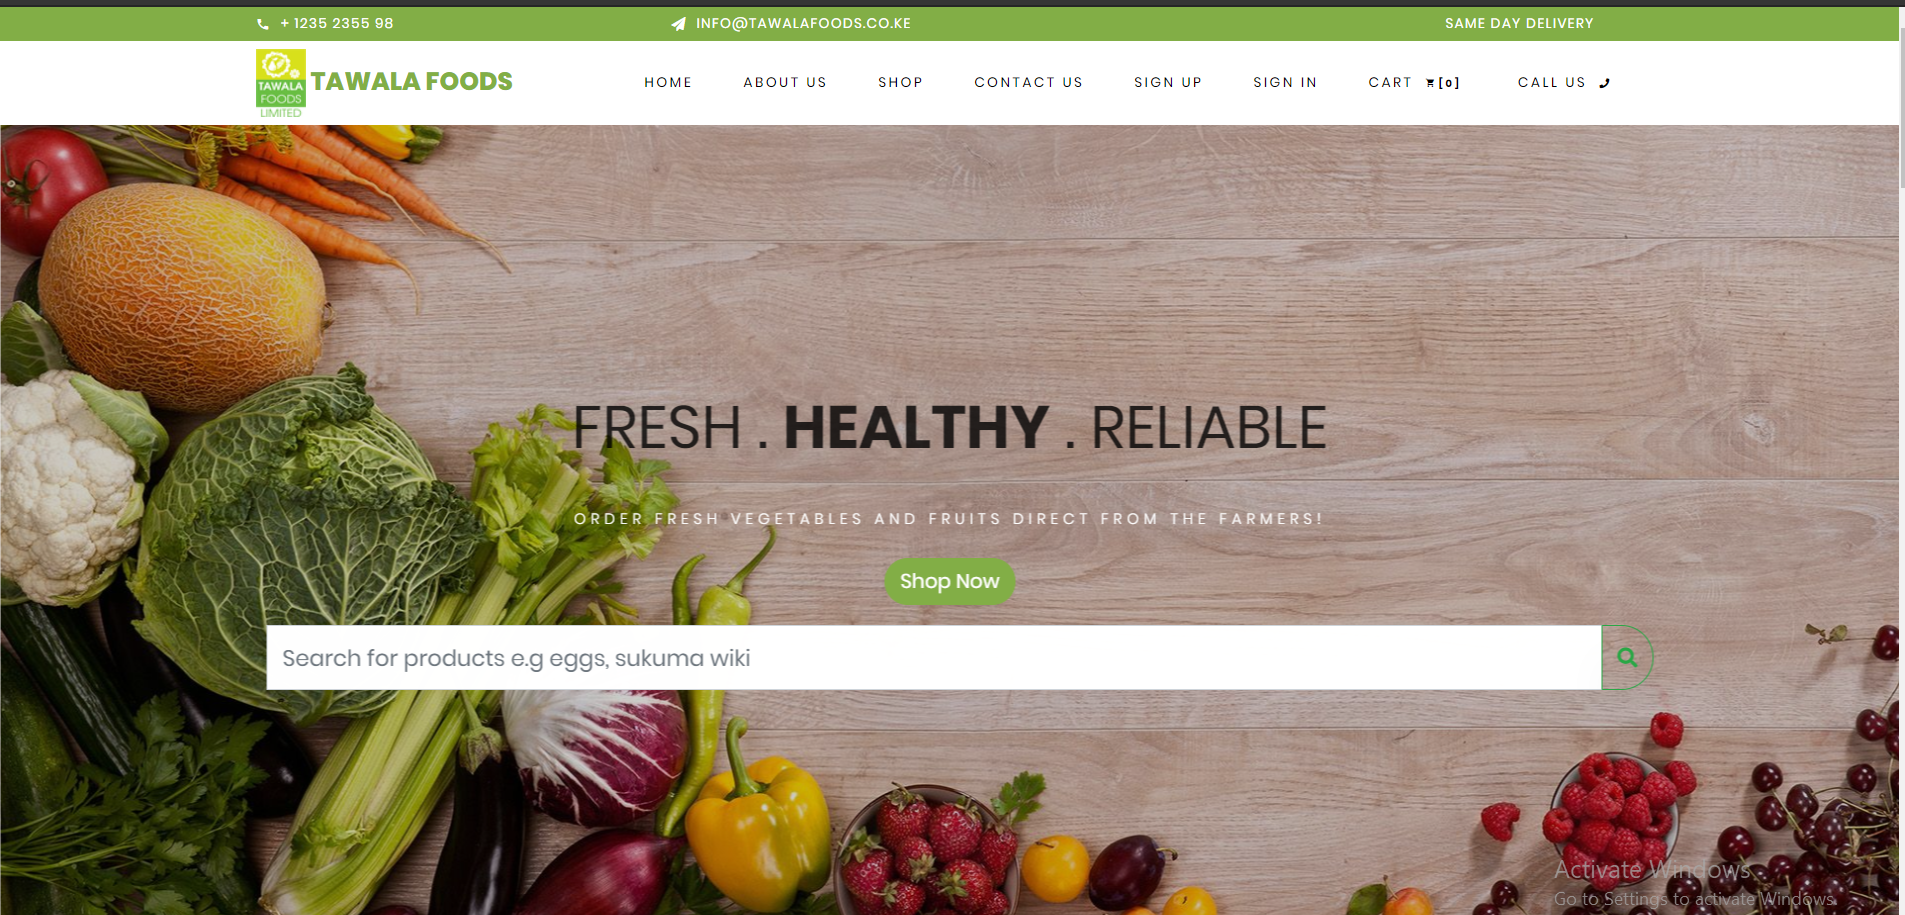 + 1235 2355 98
INFO@TAWALAFOODS.CO.KE
SAME DAY DELIVERY
TAWALA
FOODS
LIMITED
TAWALA FOODS
HOME
ABOUT US
SHOP
CONTACT US
SIGN UP
SIGN IN
CART [0]
CALL US
FRESH . HEALTHY . RELIABLE
ORDER FRESH VEGETABLES AND FRUITS DIRECT FROM THE FARMERS!
Shop Now
Search for products e.g eggs, sukuma wiki
Activate Windows
Go to Settings to activate Windows.